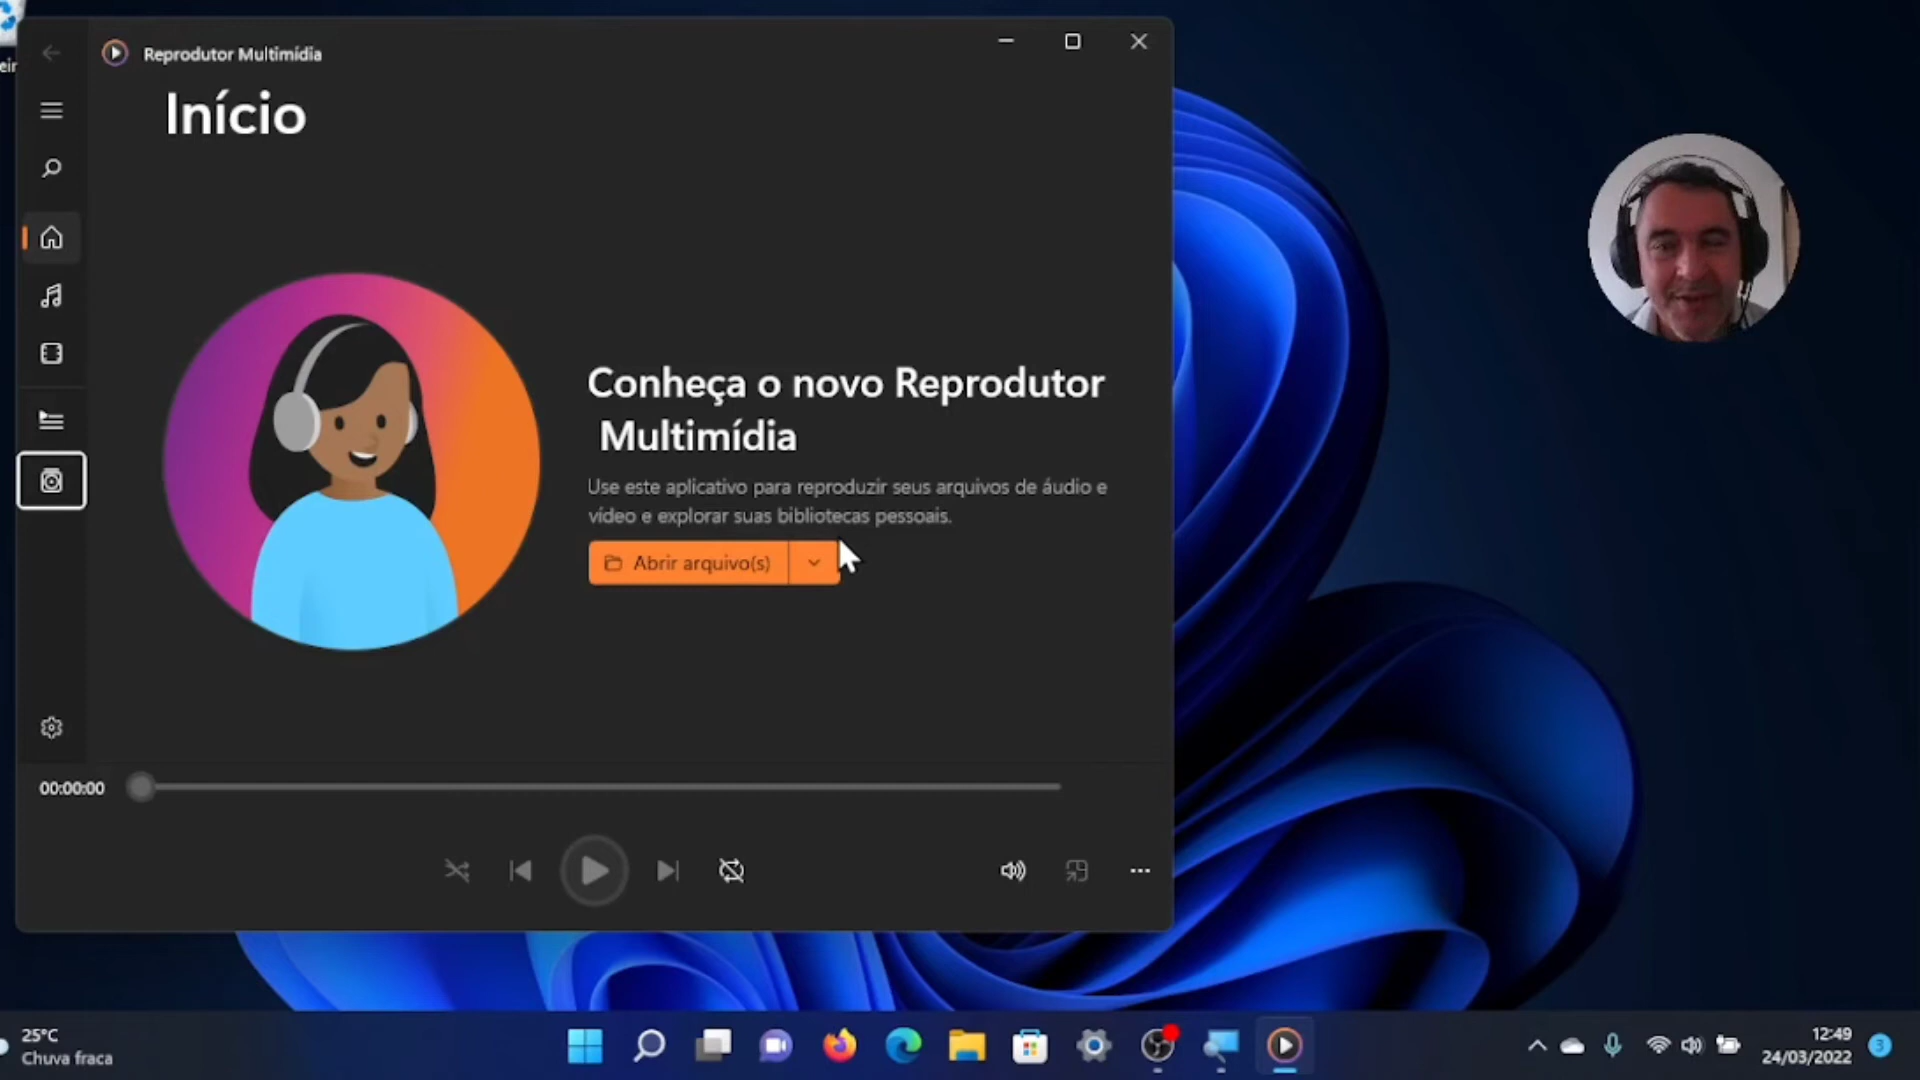 Reprodutor Multimídia
Início
Conheça o novo Reprodutor
Multimídia
Use este aplicativo para reproduzir seus arquivos de áudio e
vídeo e explorar suas bibliotecas pessoais.
Abrir arquivo(s)
00:00:00
25°C
Chuva fraca
12:49
24/03/2022
3